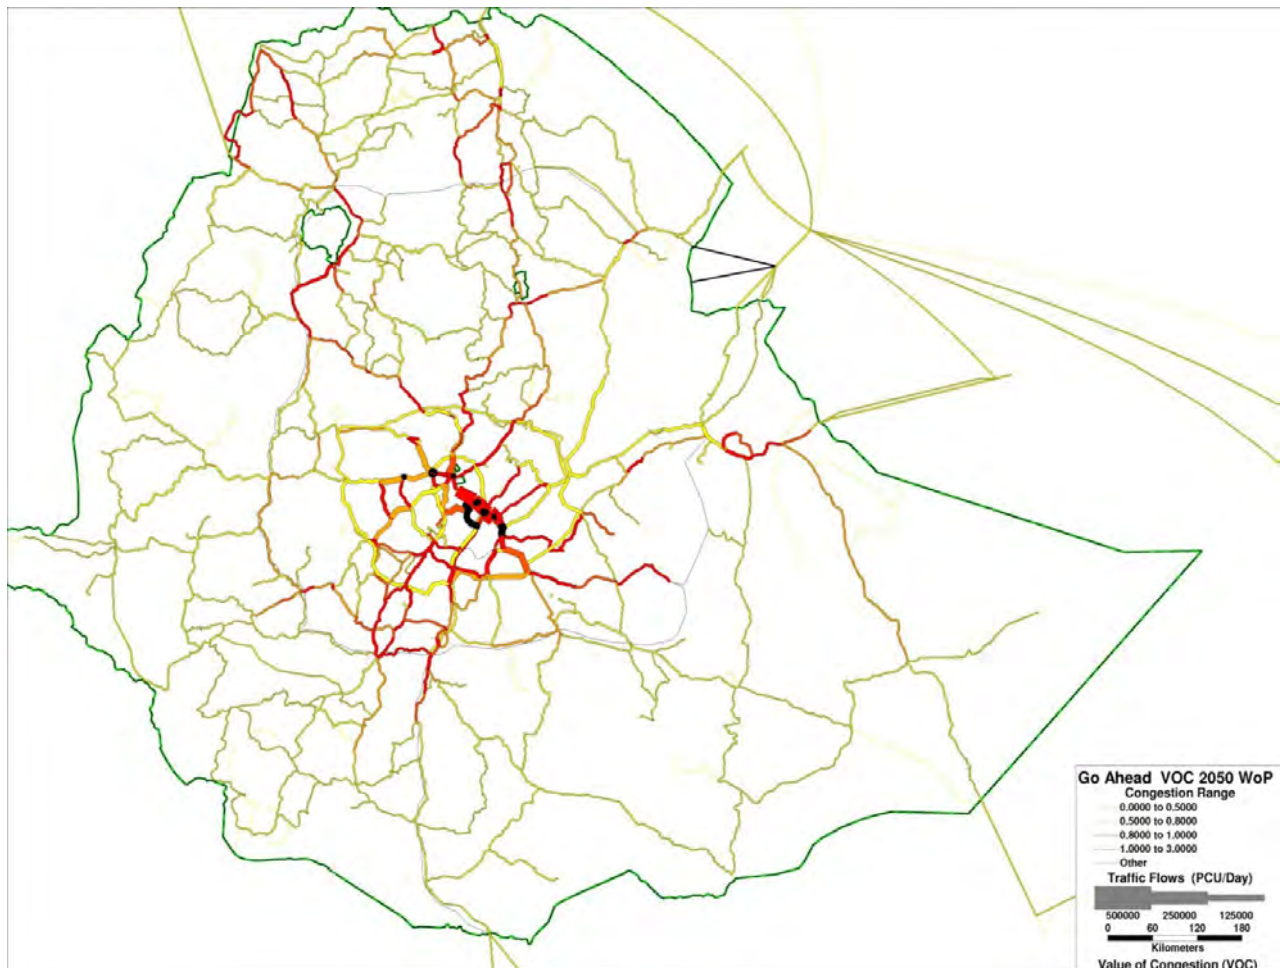 Go Ahead VOC 2050 WoP
Congestion Range
0.0000 to 0.5000
0.5000 to 0.8000
0.8000 to 1.0000
1.0000 to 3.0000
Other
Traffic Flows (PCU/Day)
500000 250000 125000
0 60 120 180
Kilometers
Value of Congestion (VOC)